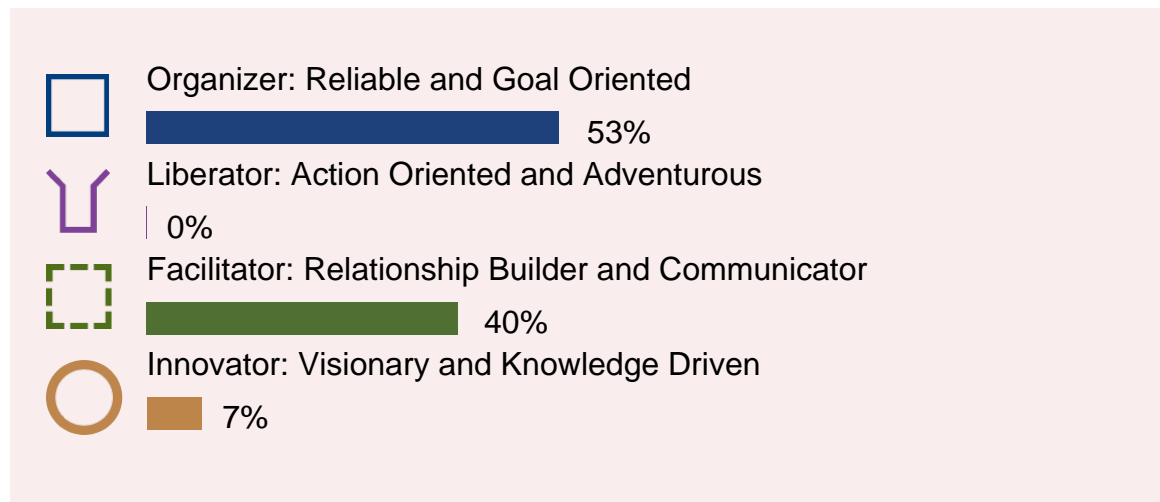 Organizer: Reliable and Goal Oriented
53%
Liberator: Action Oriented and Adventurous
0%
Facilitator: Relationship Builder and Communicator
40%
Innovator: Visionary and Knowledge Driven
7%